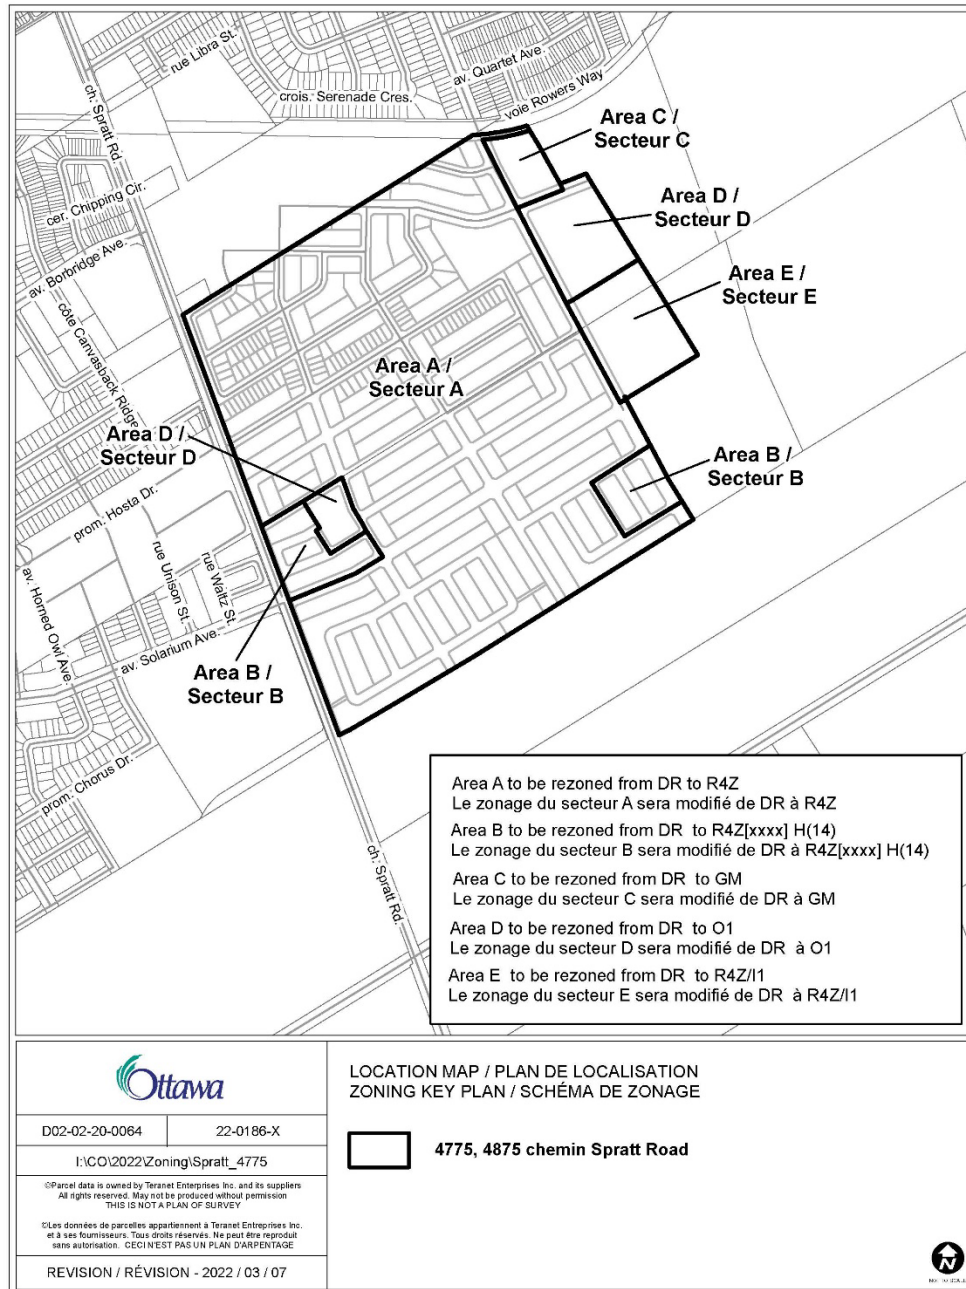 rue Libra St.
av. Quartet Ave.
crois. Serenade Cres.
voie Rowers Way
ch. Spratt Rd.
Area C /
Secteur C
cer. Chipping Cir.
Area D /
Secteur D
av. Borbridge Ave.
Area E /
Secteur E
côte Canvasback Ridge
Area A /
Secteur A
Area D /
Secteur D
Area B /
Secteur B
prom. Hosta Dr.
rue Unison St.
rue Waltz St.
av. Horned Owl Ave.
av. Solarium Ave.
Area B /
Secteur B
prom. Chorus Dr.
ch. Spratt Rd.
Area A to be rezoned from DR to R4Z
Le zonage du secteur A sera modifié de DR à R4Z
Area B to be rezoned from DR to R4Z[xxxx] H(14)
Le zonage du secteur B sera modifié de DR à R4Z[xxxx] H(14)
Area C to be rezoned from DR to GM
Le zonage du secteur C sera modifié de DR à GM
Area D to be rezoned from DR to O1
Le zonage du secteur D sera modifié de DR à O1
Area E to be rezoned from DR to R4Z/I1
Le zonage du secteur E sera modifié de DR à R4Z/I1
Ottawa
D02-02-20-0064
22-0186-X
I:\CO\2022\Zoning\Spratt_4775
©Parcel data is owned by Teranet Enterprises Inc. and its suppliers
All rights reserved. May not be produced without permission
THIS IS NOT A PLAN OF SURVEY
©Les données de parcelles appartiennent à Teranet Entreprises Inc.
et à ses fournisseurs. Tous droits réservés. Ne peut être reproduit
sans autorisation. CECI N'EST PAS UN PLAN D'ARPENTAGE
REVISION / RÉVISION - 2022 / 03 / 07
LOCATION MAP / PLAN DE LOCALISATION
ZONING KEY PLAN / SCHÉMA DE ZONAGE
4775, 4875 chemin Spratt Road
N
NOT TO SCALE